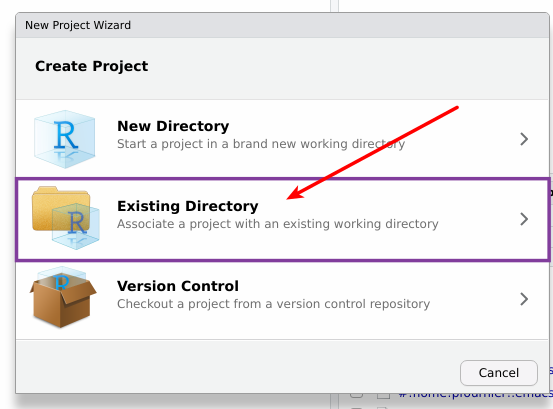 New Project Wizard
Create Project
New Directory
Start a project in a brand new working directory
Existing Directory
Associate a project with an existing working directory
Version Control
Checkout a project from a version control repository
Cancel